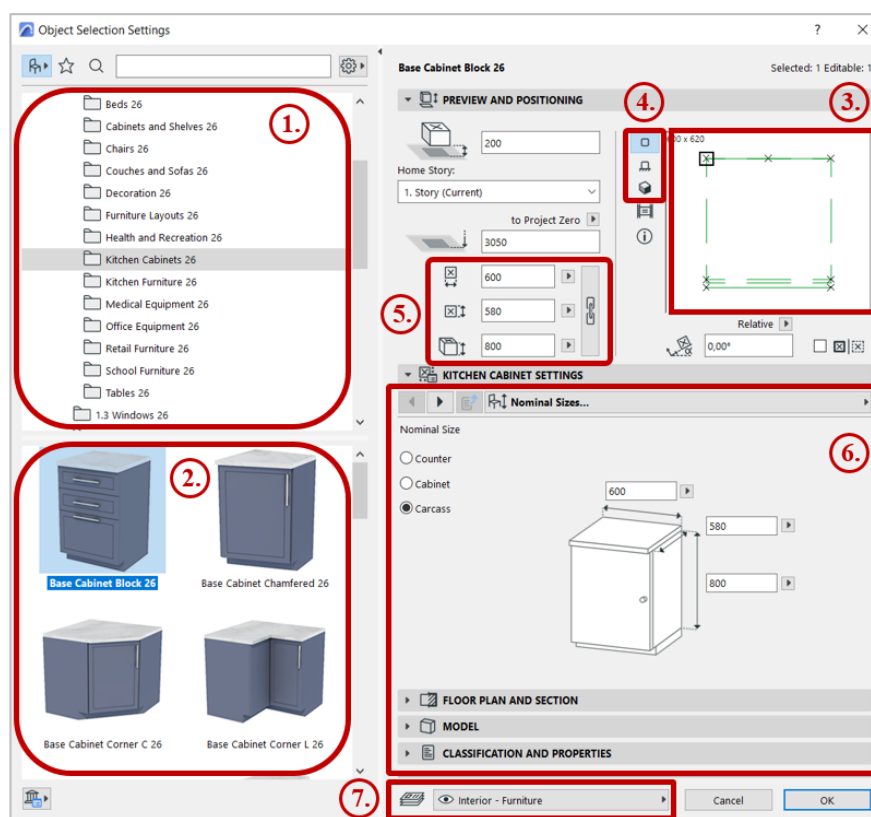 Object Selection Settings
?
Base Cabinet Block 26
Selected: 1 Editable: 1
1.
Beds 26
Cabinets and Shelves 26
Chairs 26
Couches and Sofas 26
Decoration 26
Furniture Layouts 26
Health and Recreation 26
Kitchen Cabinets 26
Kitchen Furniture 26
Medical Equipment 26
Office Equipment 26
Retail Furniture 26
School Furniture 26
Tables 26
1.3 Windows 26
2.
Base Cabinet Block 26
Base Cabinet Chamfered 26
Base Cabinet Corner C 26
Base Cabinet Corner L 26
PREVIEW AND POSITIONING
4.
3.
200
Home Story:
1. Story (Current)
to Project Zero
3050
5.
600
580
800
x 620
Relative
0,00°
KITCHEN CABINET SETTINGS
Nominal Sizes...
6.
Nominal Size
Counter
Cabinet
Carcass
600
580
800
FLOOR PLAN AND SECTION
MODEL
CLASSIFICATION AND PROPERTIES
7.
Interior - Furniture
Cancel
OK